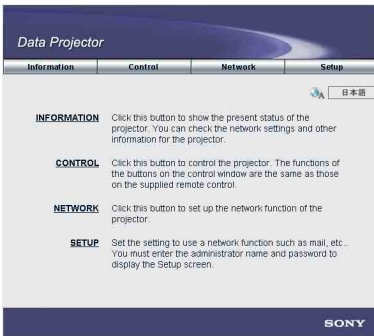 Data Projector
Information Control Network Setup
日本語
INFORMATION Click this button to show the present status of the
projector. You can check the network settings and other
information for the projector.
CONTROL Click this button to control the projector. The functions of
the buttons on the control window are the same as those
on the supplied remote control.
NETWORK Click this button to set up the network function of the
projector.
SETUP Set the setting to use a network function such as mail, etc..
You must enter the administrator name and password to
display the Setup screen.
SONY